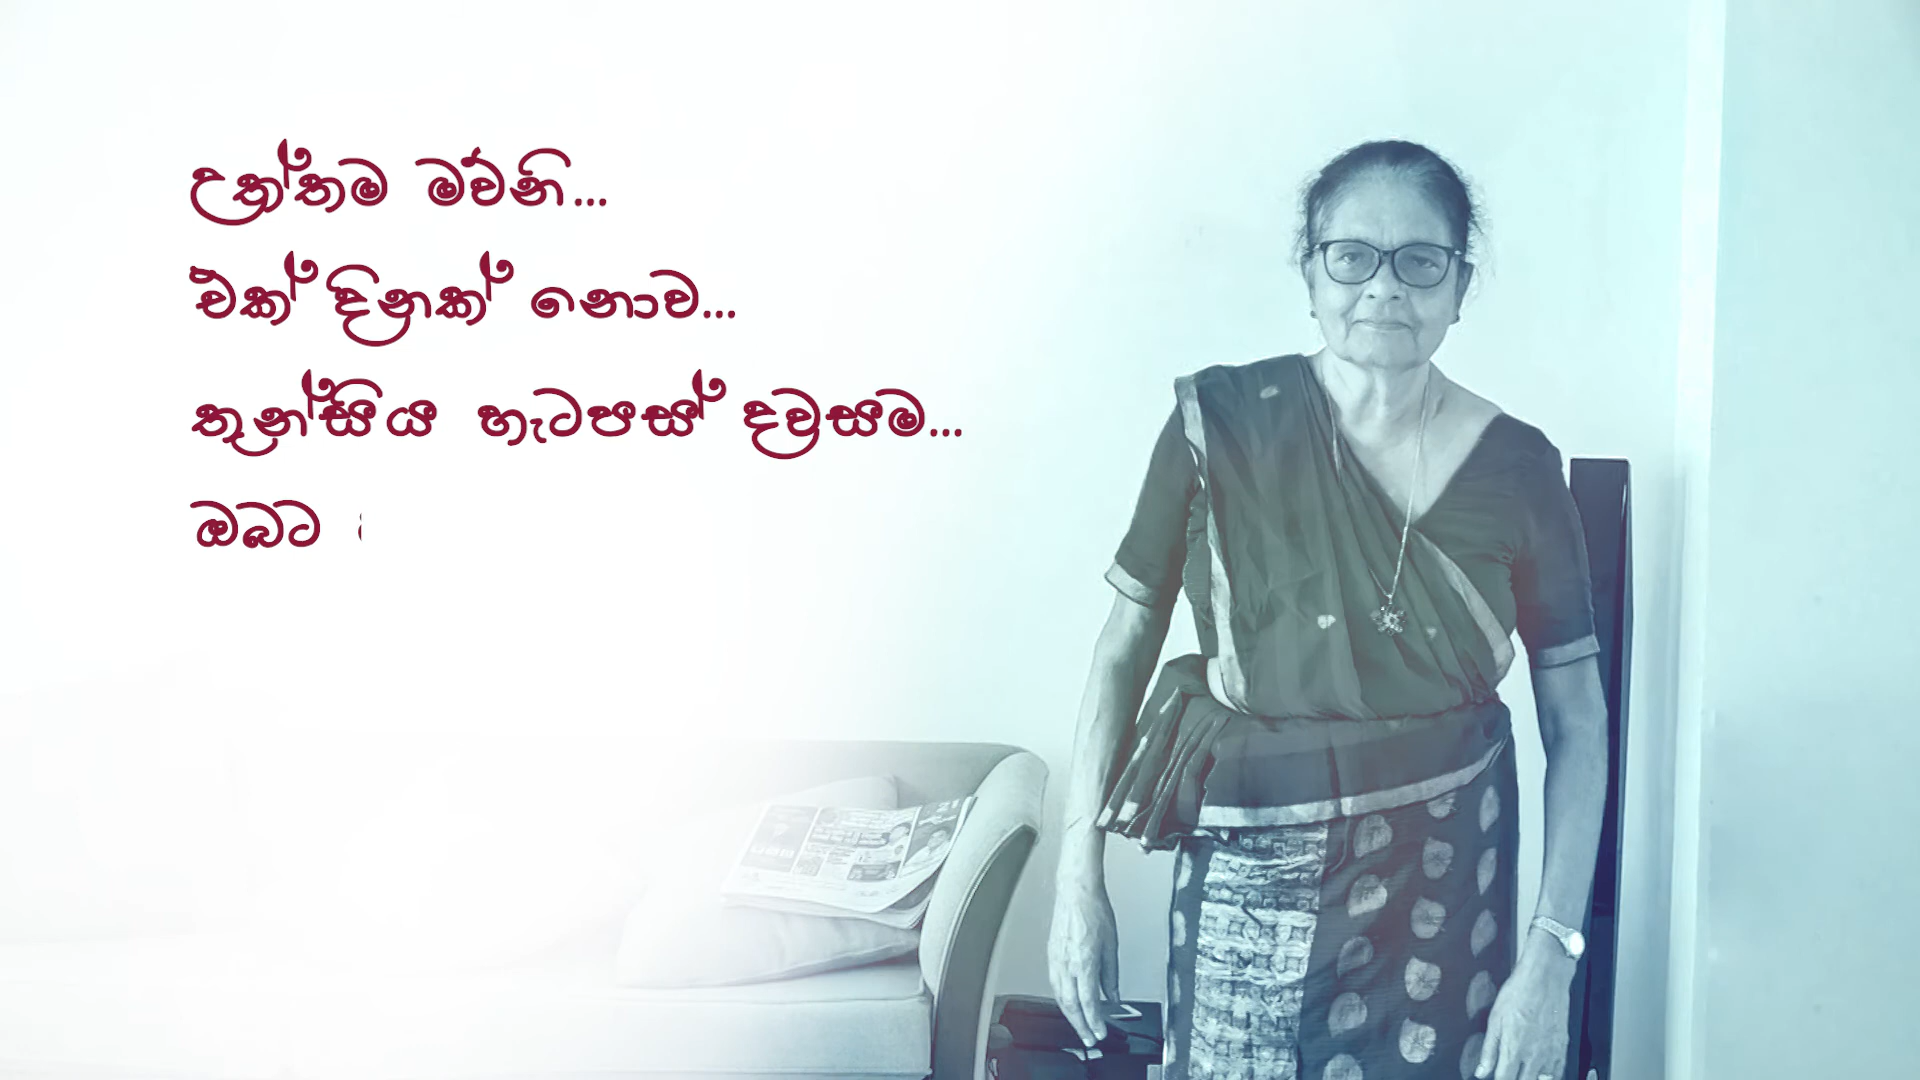 උත්තම මව්නි...
එක් දිනක් නොව...
තුන්සිය හැටපස් දවසම...
ඔබට